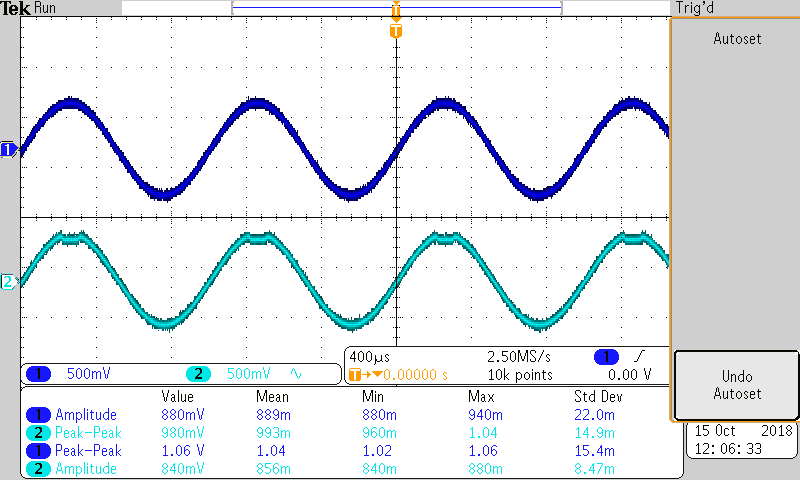 Tek Run Trig'd
T
T
Autoset
1
2
400µs 2.50MS/s 1
1 500mV 2 500mV T→▼0.00000 s 10k points 0.00 V
Undo
Autoset
Value Mean Min Max Std Dev
1 Amplitude 880mV 889m 880m 940m 22.0m
2 Peak-Peak 980mV 993m 960m 1.04 14.9m
1 Peak-Peak 1.06 V 1.04 1.02 1.06 15.4m
2 Amplitude 840mV 856m 840m 880m 8.47m
15 Oct 2018
12:06:33